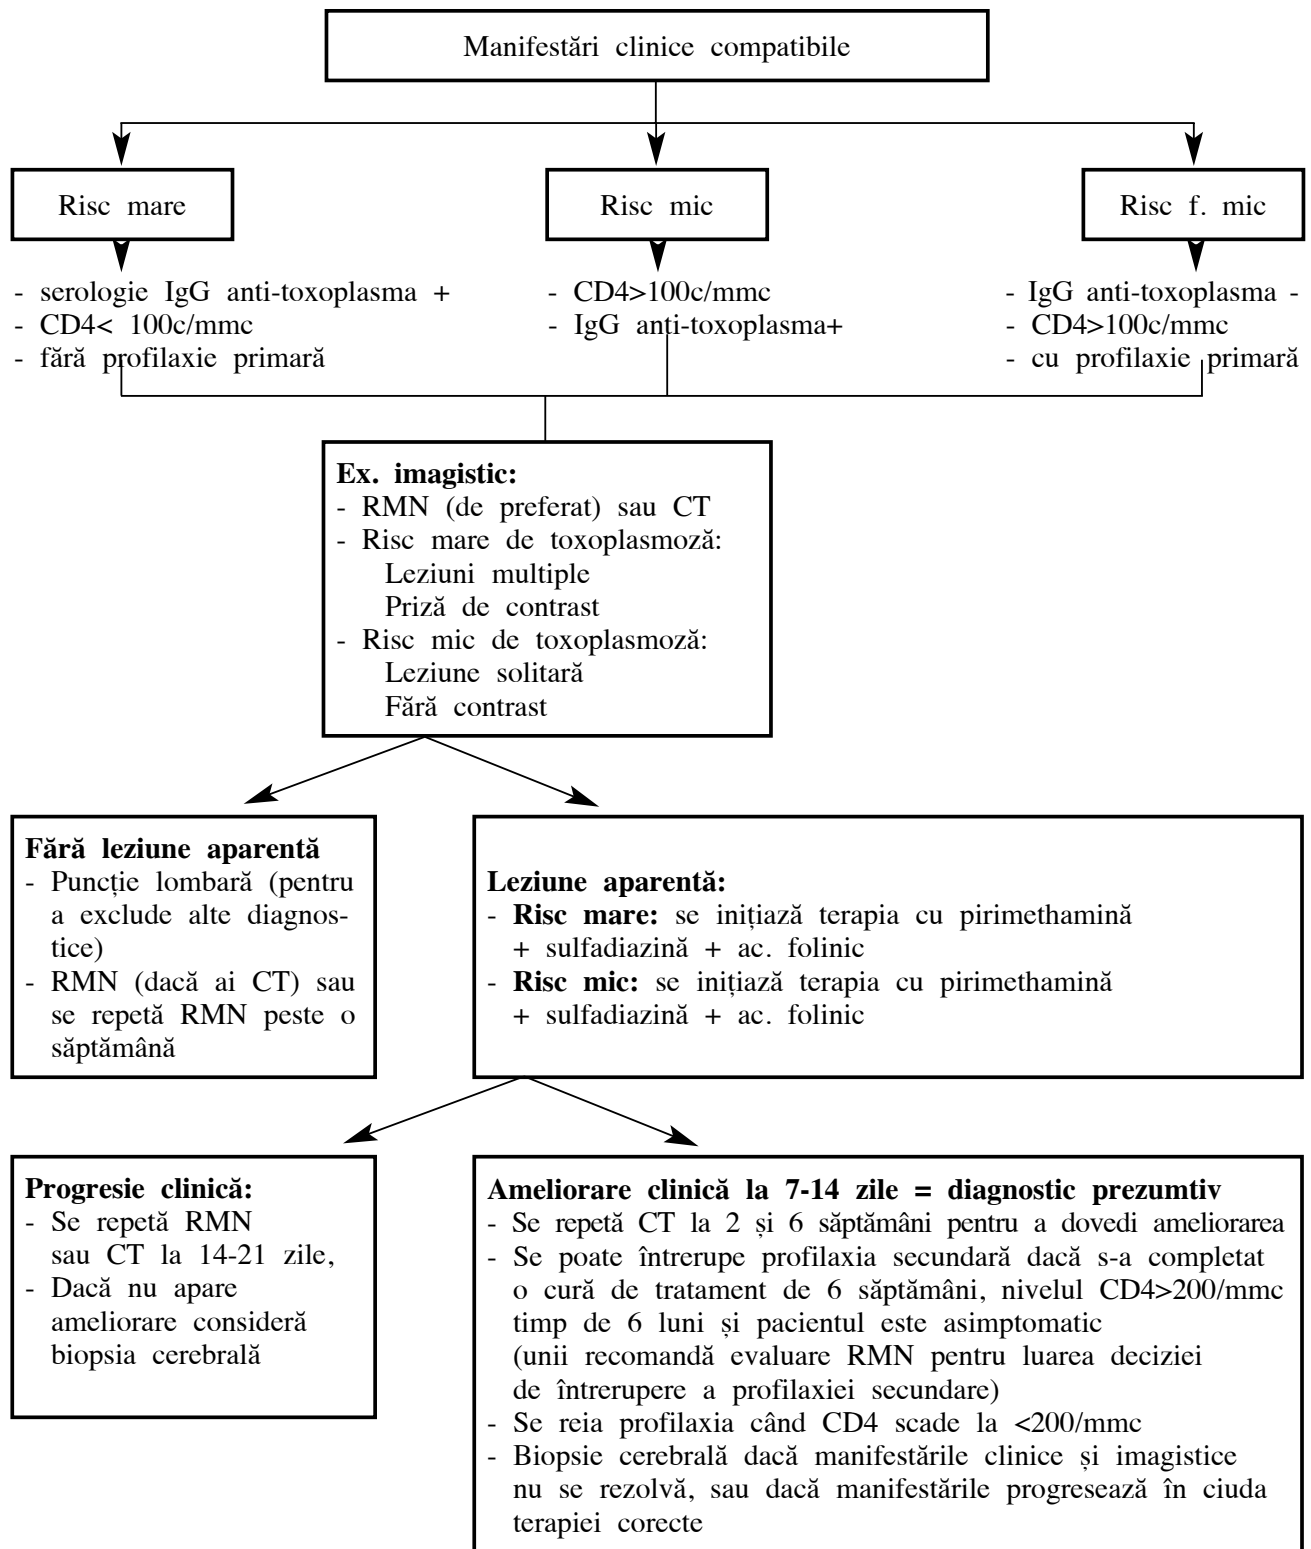 Manifestări clinice compatibile
Risc mare
Risc mic
Risc f. mic
- serologie IgG anti-toxoplasma +
- CD4< 100c/mmc
- fără profilaxie primară
- CD4>100c/mmc
- IgG anti-toxoplasma+
- IgG anti-toxoplasma -
- CD4>100c/mmc
- cu profilaxie primară
Ex. imagistic:
- RMN (de preferat) sau CT
- Risc mare de toxoplasmoză:
Leziuni multiple
Priză de contrast
- Risc mic de toxoplasmoză:
Leziune solitară
Fără contrast
Fără leziune aparentă
- Puncție lombară (pentru
a exclude alte diagnos-
tice)
- RMN (dacă ai CT) sau
se repetă RMN peste o
săptămână
Leziune aparentă:
- Risc mare: se inițiază terapia cu pirimethamină
+ sulfadiazină + ac. folinic
- Risc mic: se inițiază terapia cu pirimethamină
+ sulfadiazină + ac. folinic
Progresie clinică:
- Se repetă RMN
sau CT la 14-21 zile,
- Dacă nu apare
ameliorare consideră
biopsia cerebrală
Ameliorare clinică la 7-14 zile = diagnostic prezumtiv
- Se repetă CT la 2 și 6 săptămâni pentru a dovedi ameliorarea
- Se poate întrerupe profilaxia secundară dacă s-a completat
o cură de tratament de 6 săptămâni, nivelul CD4>200/mmc
timp de 6 luni și pacientul este asimptomatic
(unii recomandă evaluare RMN pentru luarea deciziei
de întrerupere a profilaxiei secundare)
- Se reia profilaxia când CD4 scade la <200/mmc
- Biopsie cerebrală dacă manifestările clinice și imagistice
nu se rezolvă, sau dacă manifestările progresează în ciuda
terapiei corecte